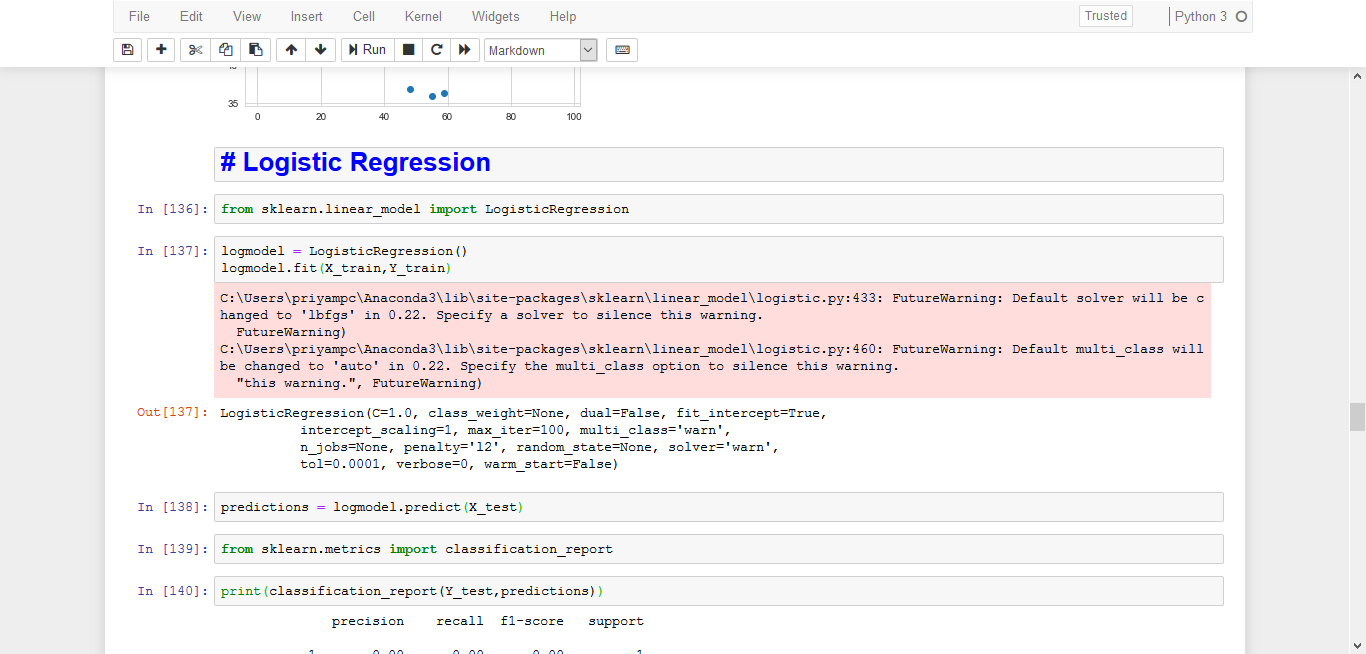 File Edit View Insert Cell Kernel Widgets Help Trusted Python 3
Run Markdown
35
0 20 40 60 80 100
# Logistic Regression
In [136]: from sklearn.linear_model import LogisticRegression
In [137]: logmodel = LogisticRegression()
logmodel.fit(X_train,Y_train)
C:\Users\priyampc\Anaconda3\lib\site-packages\sklearn\linear_model\logistic.py:433: FutureWarning: Default solver will be c
hanged to 'lbfgs' in 0.22. Specify a solver to silence this warning.
FutureWarning)
C:\Users\priyampc\Anaconda3\lib\site-packages\sklearn\linear_model\logistic.py:460: FutureWarning: Default multi_class will
be changed to 'auto' in 0.22. Specify the multi_class option to silence this warning.
"this warning.", FutureWarning)
Out[137]: LogisticRegression(C=1.0, class_weight=None, dual=False, fit_intercept=True,
intercept_scaling=1, max_iter=100, multi_class='warn',
n_jobs=None, penalty='l2', random_state=None, solver='warn',
tol=0.0001, verbose=0, warm_start=False)
In [138]: predictions = logmodel.predict(X_test)
In [139]: from sklearn.metrics import classification_report
In [140]: print(classification_report(Y_test,predictions))
precision recall f1-score support